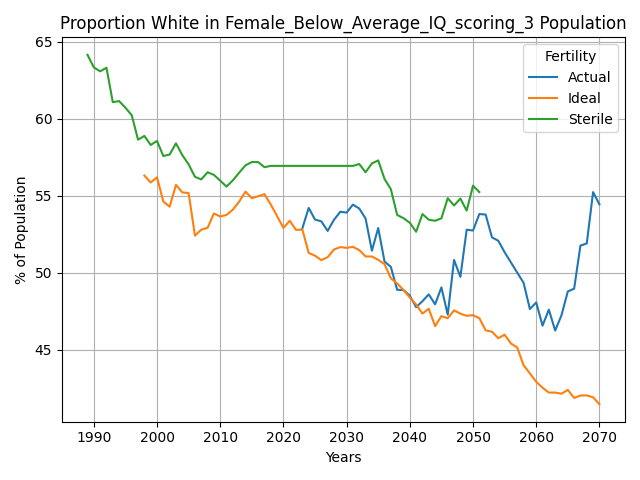 Proportion White in Female_Below_Average_IQ_scoring_3 Population
Fertility
Actual
Ideal
Sterile
% of Population
65
60
55
50
45
1990
2000
2010
2020
2030
2040
2050
2060
2070
Years